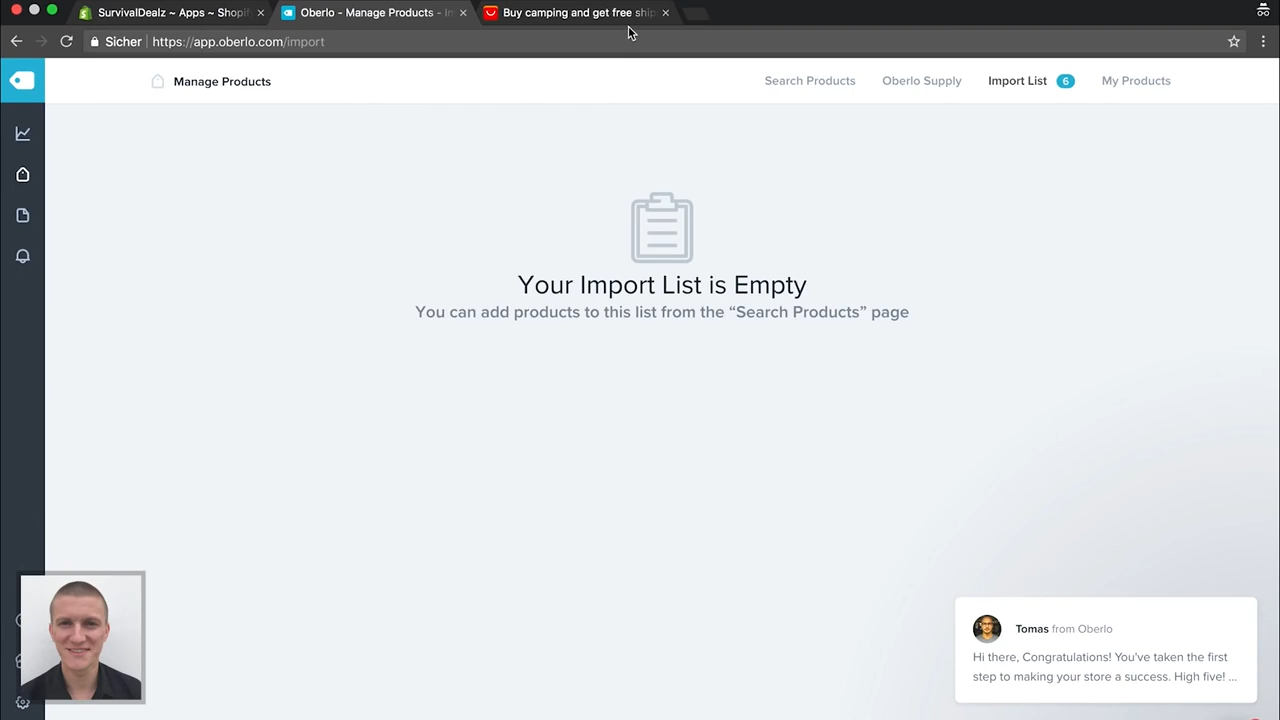 SurvivalDealz ~ Apps ~ Shopif
Oberlo - Manage Products - In
Buy camping and get free ship
Sicher
https://app.oberlo.com/import
Manage Products
Search Products
Oberlo Supply
Import List 6
My Products
Your Import List is Empty
You can add products to this list from the “Search Products” page
Tomas from Oberlo
Hi there, Congratulations! You've taken the first
step to making your store a success. High five! ...